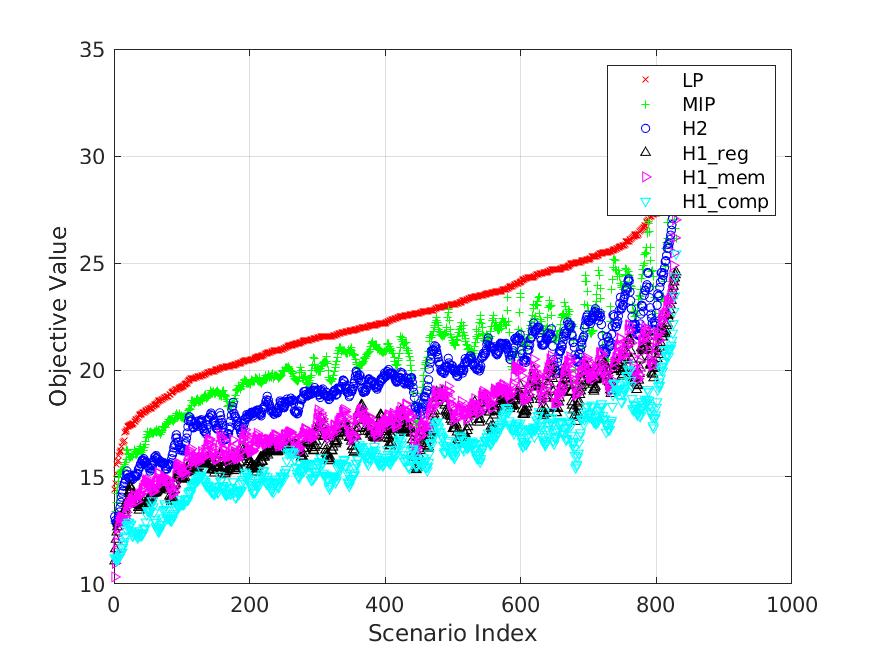 35
30
25
20
15
10
Objective Value
0
200
400
600
800
1000
Scenario Index
LP
MIP
H2
H1_reg
H1_mem
H1_comp